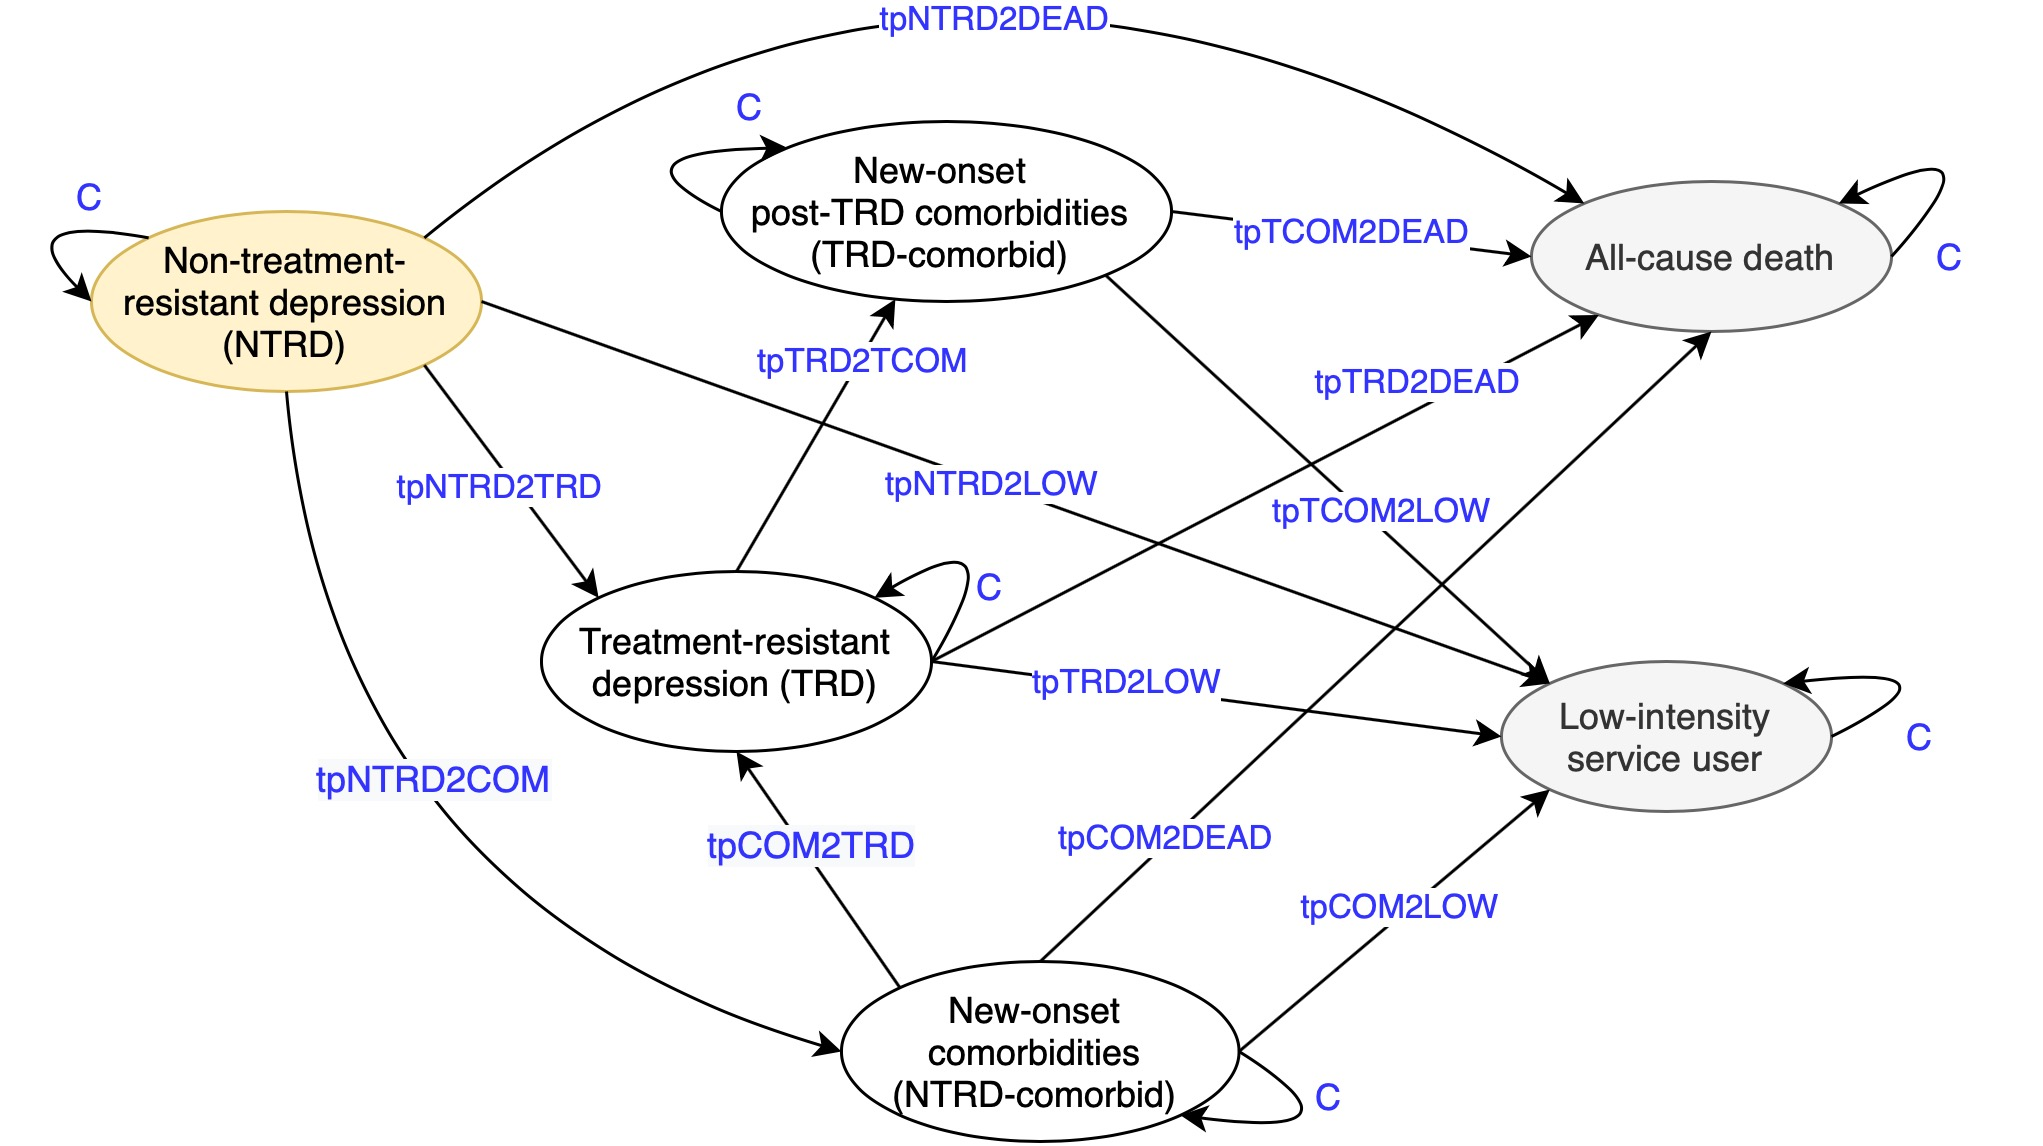 tpNTRD2DEAD
C
New-onset
post-TRD comorbidities
(TRD-comorbid)
C
Non-treatment-
resistant depression
(NTRD)
tpTCOM2DEAD
All-cause death
C
tpTRD2TCOM
tpTRD2DEAD
tpNTRD2TRD
tpNTRD2LOW
tpTCOM2LOW
C
Treatment-resistant
depression (TRD)
tpTRD2LOW
Low-intensity
service user
C
tpNTRD2COM
tpCOM2TRD
tpCOM2DEAD
tpCOM2LOW
New-onset
comorbidities
(NTRD-comorbid)
C